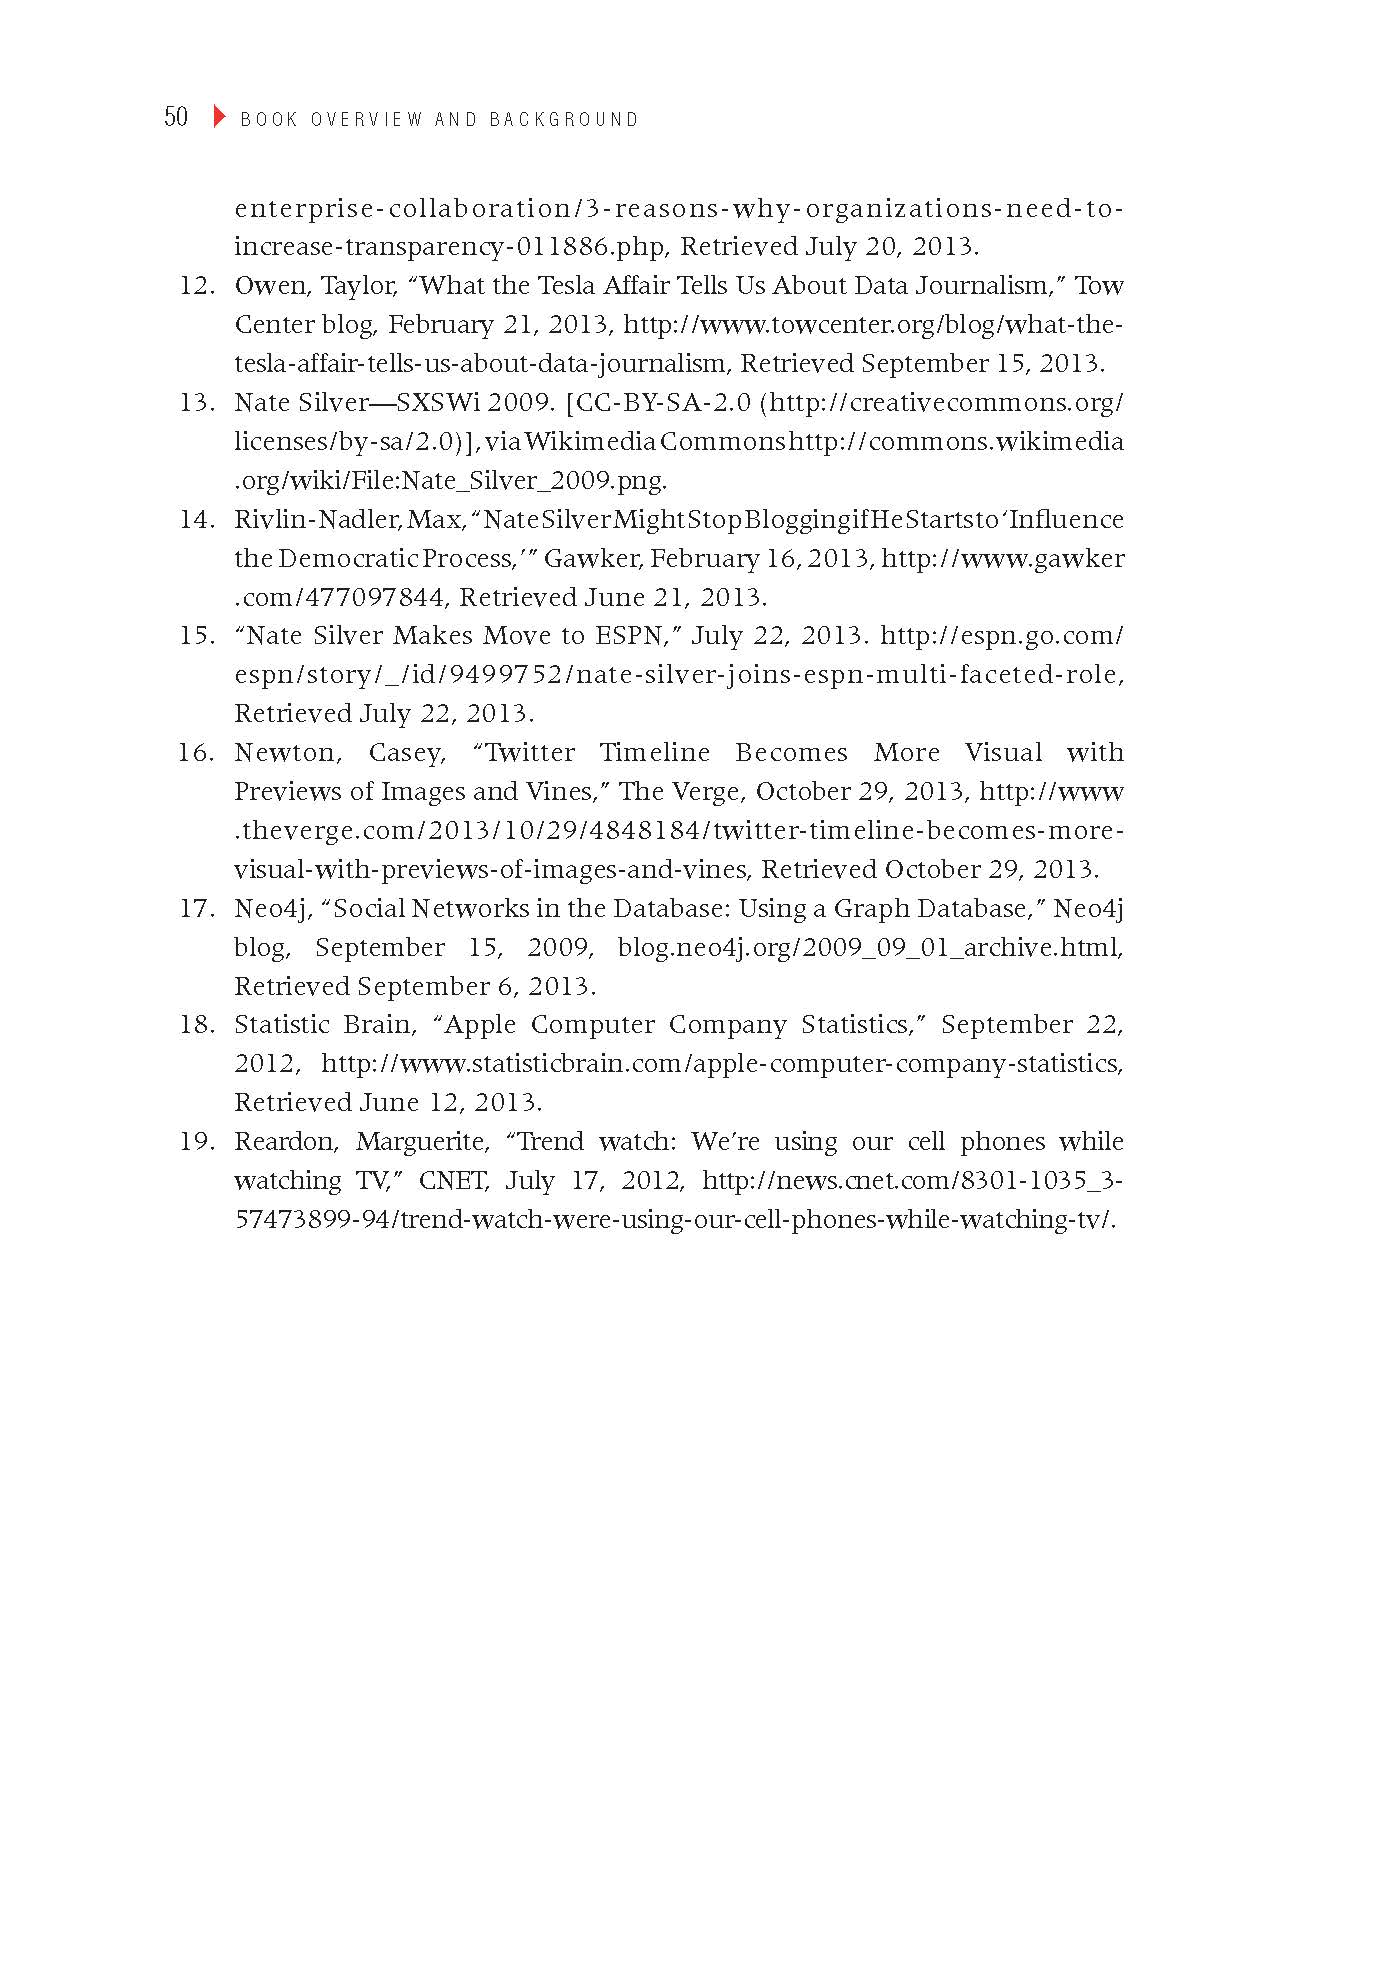 50 ▶ BOOK OVERVIEW AND BACKGROUND
enterprise-collaboration/3-reasons-why-organizations-need-to-
increase-transparency-011886.php, Retrieved July 20, 2013.
12. Owen, Taylor, “What the Tesla Affair Tells Us About Data Journalism,” Tow
Center blog, February 21, 2013, http://www.towcenter.org/blog/what-the-
tesla-affair-tells-us-about-data-journalism, Retrieved September 15, 2013.
13. Nate Silver—SXSWi 2009. [CC-BY-SA-2.0 (http://creativecommons.org/
licenses/by-sa/2.0)], via Wikimedia Commons http://commons.wikimedia
.org/wiki/File:Nate_Silver_2009.png.
14. Rivlin-Nadler, Max, “Nate Silver Might Stop Blogging if He Starts to ‘Influence
the Democratic Process,’” Gawker, February 16, 2013, http://www.gawker
.com/477097844, Retrieved June 21, 2013.
15. “Nate Silver Makes Move to ESPN,” July 22, 2013. http://espn.go.com/
espn/story/_/id/9499752/nate-silver-joins-espn-multi-faceted-role,
Retrieved July 22, 2013.
16. Newton, Casey, “Twitter Timeline Becomes More Visual with
Previews of Images and Vines,” The Verge, October 29, 2013, http://www
.theverge.com/2013/10/29/4848184/twitter-timeline-becomes-more-
visual-with-previews-of-images-and-vines, Retrieved October 29, 2013.
17. Neo4j, “Social Networks in the Database: Using a Graph Database,” Neo4j
blog, September 15, 2009, blog.neo4j.org/2009_09_01_archive.html,
Retrieved September 6, 2013.
18. Statistic Brain, “Apple Computer Company Statistics,” September 22,
2012, http://www.statisticbrain.com/apple-computer-company-statistics,
Retrieved June 12, 2013.
19. Reardon, Marguerite, “Trend watch: We’re using our cell phones while
watching TV,” CNET, July 17, 2012, http://news.cnet.com/8301-1035_3-
57473899-94/trend-watch-were-using-our-cell-phones-while-watching-tv/.